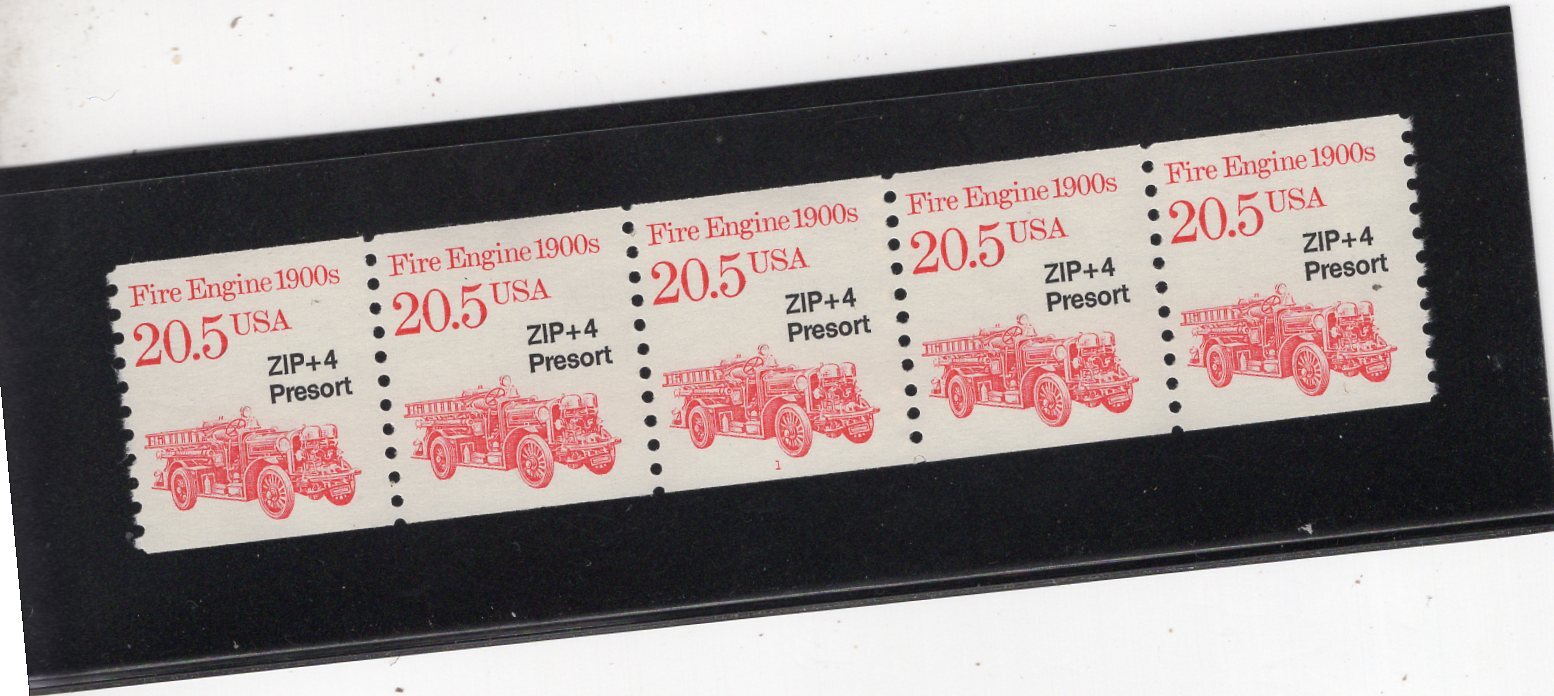 Fire Engine 1900s
20.5 USA
ZIP+4
Presort
Fire Engine 1900s
20.5 USA
ZIP+4
Presort
Fire Engine 1900s
20.5 USA
ZIP+4
Presort
1
Fire Engine 1900s
20.5 USA
ZIP+4
Presort
Fire Engine 1900s
20.5 USA
ZIP+4
Presort